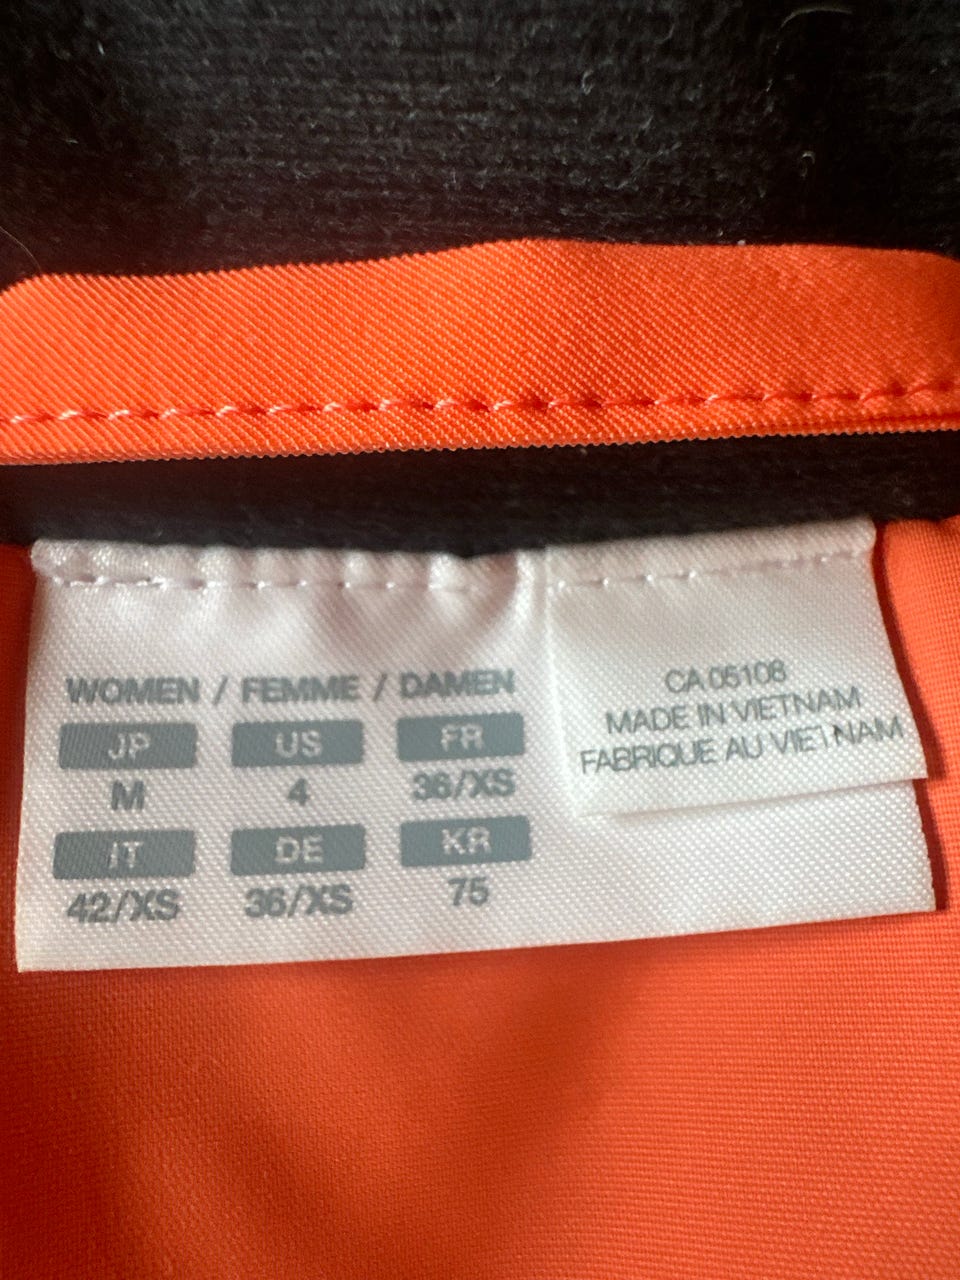 WOMEN / FEMME / DAMEN
JP US FR
M 4 36/XS
IT DE KR
42/XS 36/XS 75
CA 05108
MADE IN VIETNAM
FABRIQUE AU VIETNAM